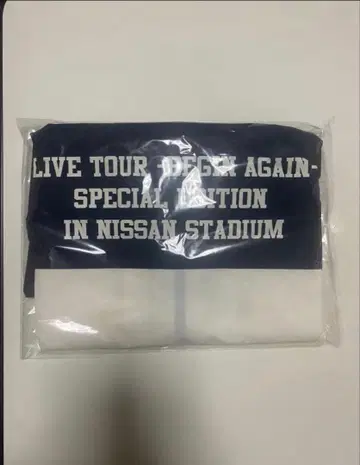 LIVE TOUR -BEGIN AGAIN-
SPECIAL EDITION
IN NISSAN STADIUM